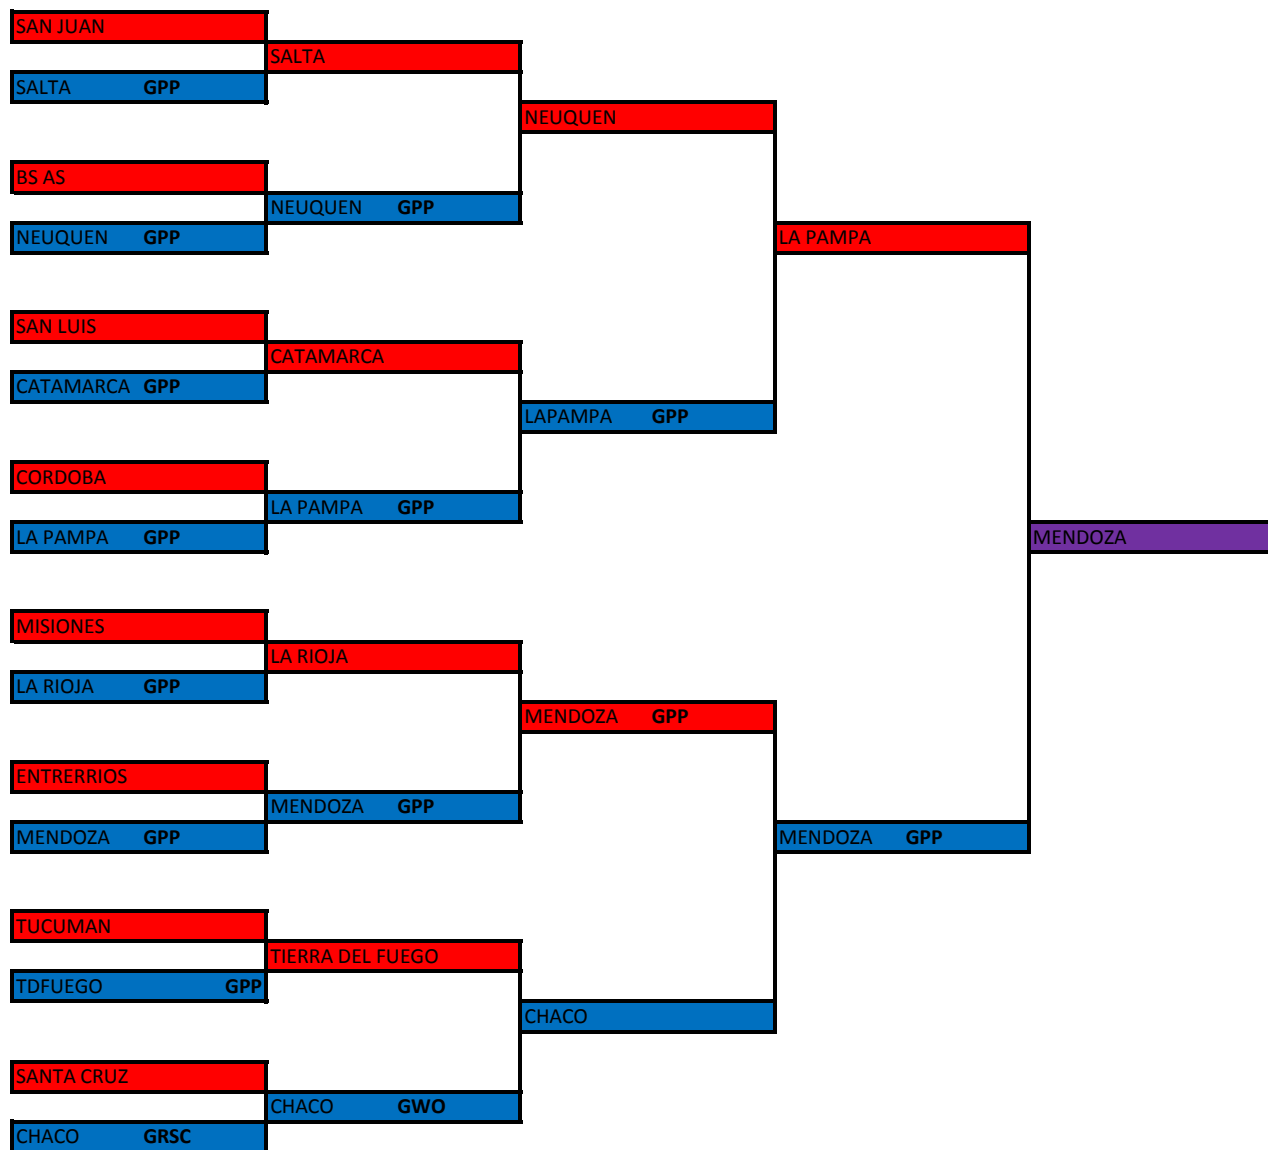 SAN JUAN
SALTA
SALTA GPP
NEUQUEN
BS AS
NEUQUEN GPP
NEUQUEN GPP
LA PAMPA
SAN LUIS
CATAMARCA
CATAMARCA GPP
LAPAMPA GPP
CORDOBA
LA PAMPA GPP
LA PAMPA GPP
MENDOZA
MISIONES
LA RIOJA
LA RIOJA GPP
MENDOZA GPP
ENTRERRIOS
MENDOZA GPP
MENDOZA GPP
MENDOZA GPP
TUCUMAN
TIERRA DEL FUEGO
TDFUEGO GPP
CHACO
SANTA CRUZ
CHACO GWO
CHACO GRSC